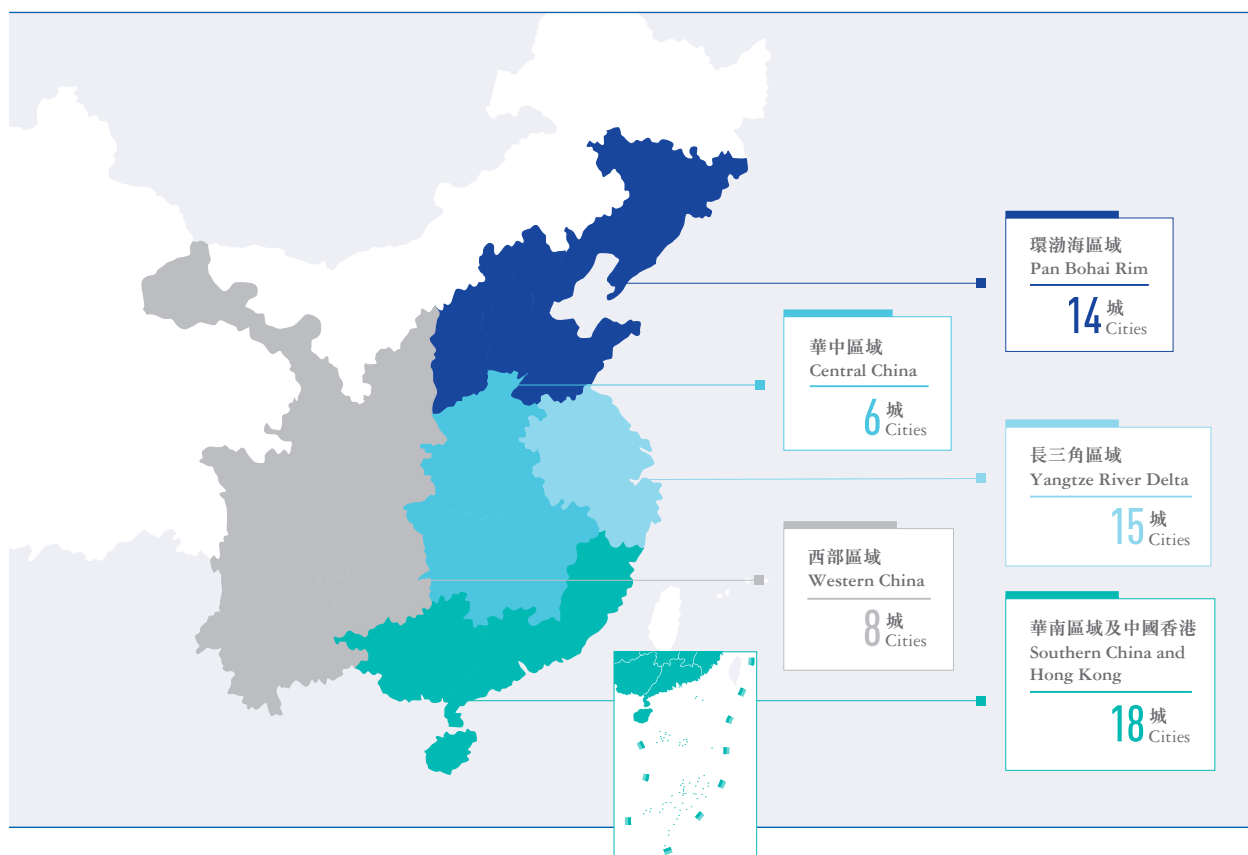 環渤海區域
Pan Bohai Rim
14 城
Cities
華中區域
Central China
6 城
Cities
長三角區域
Yangtze River Delta
15 城
Cities
西部區域
Western China
8 城
Cities
華南區域及中國香港
Southern China and
Hong Kong
18 城
Cities